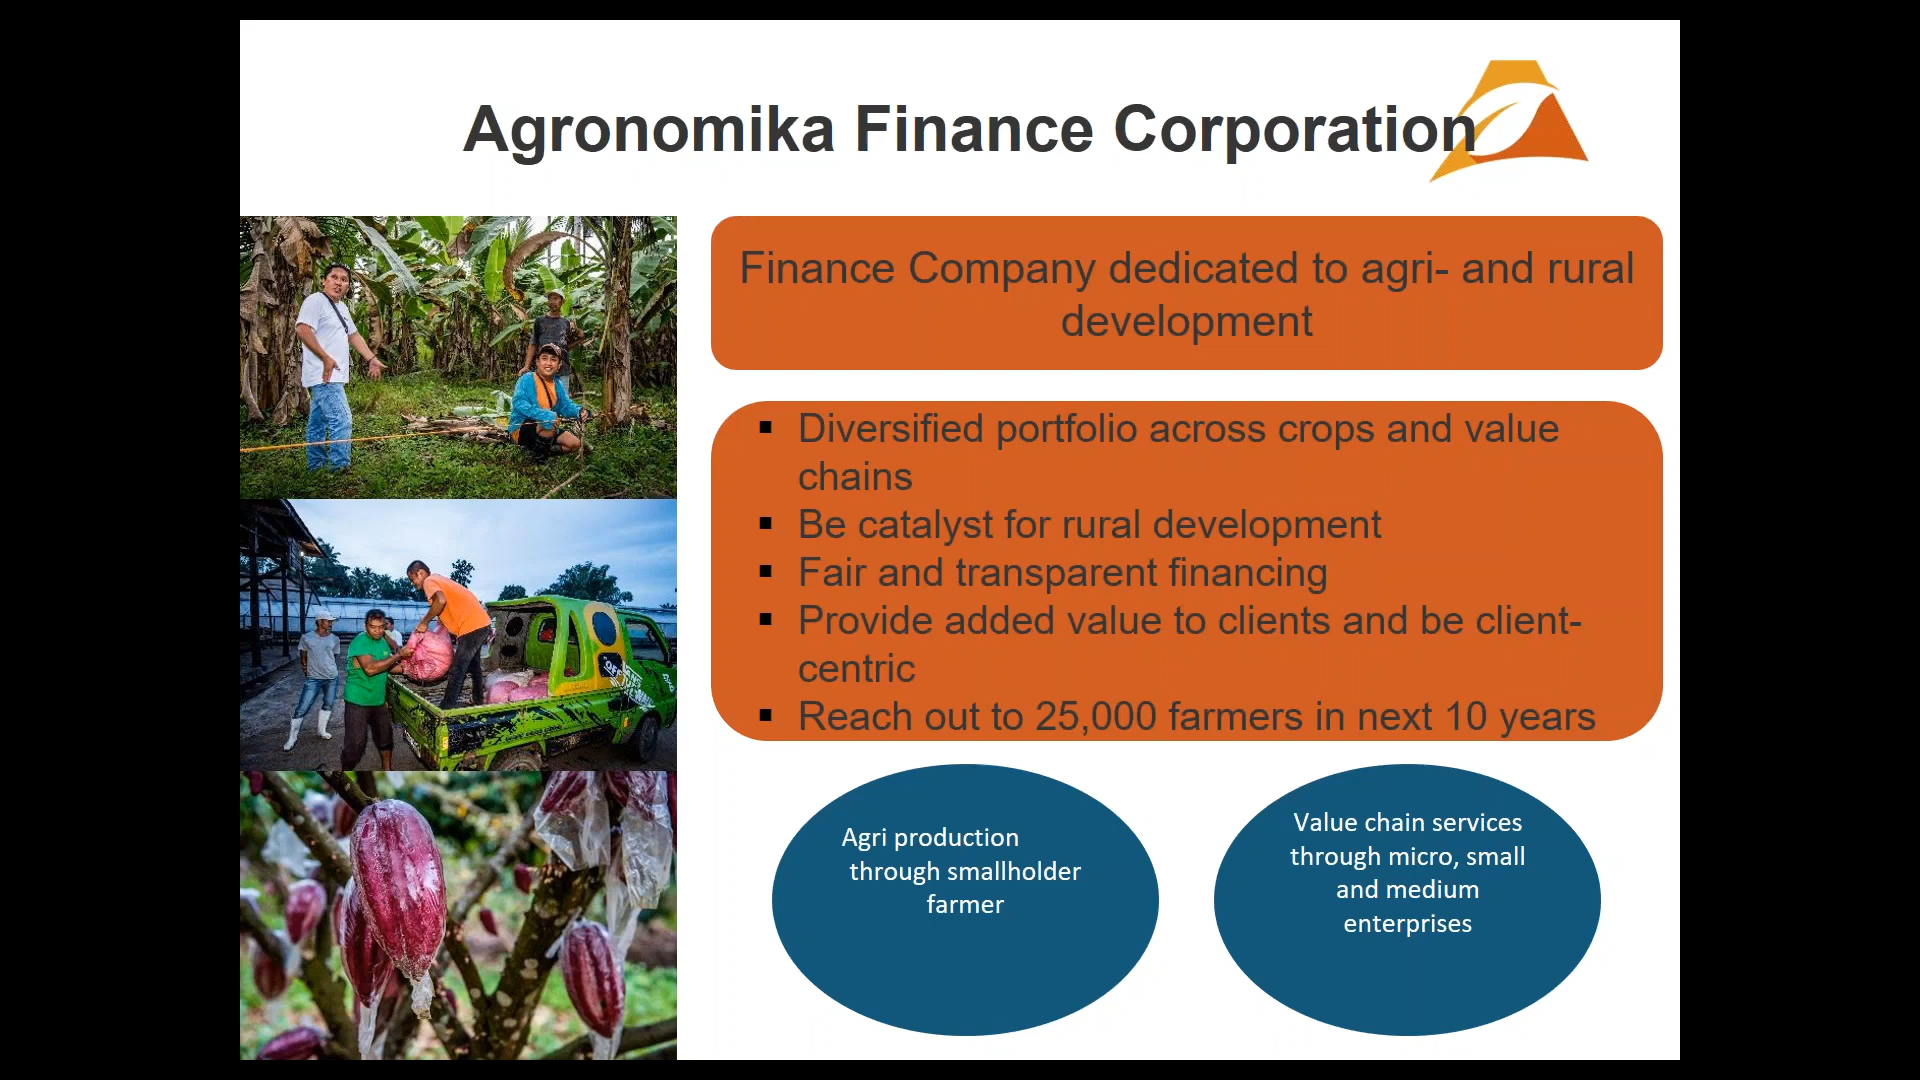 Agronomika Finance Corporation
Finance Company dedicated to agri- and rural
development
▪ Diversified portfolio across crops and value
chains
▪ Be catalyst for rural development
▪ Fair and transparent financing
▪ Provide added value to clients and be client-
centric
▪ Reach out to 25,000 farmers in next 10 years
Agri production
through smallholder
farmer
Value chain services
through micro, small
and medium
enterprises